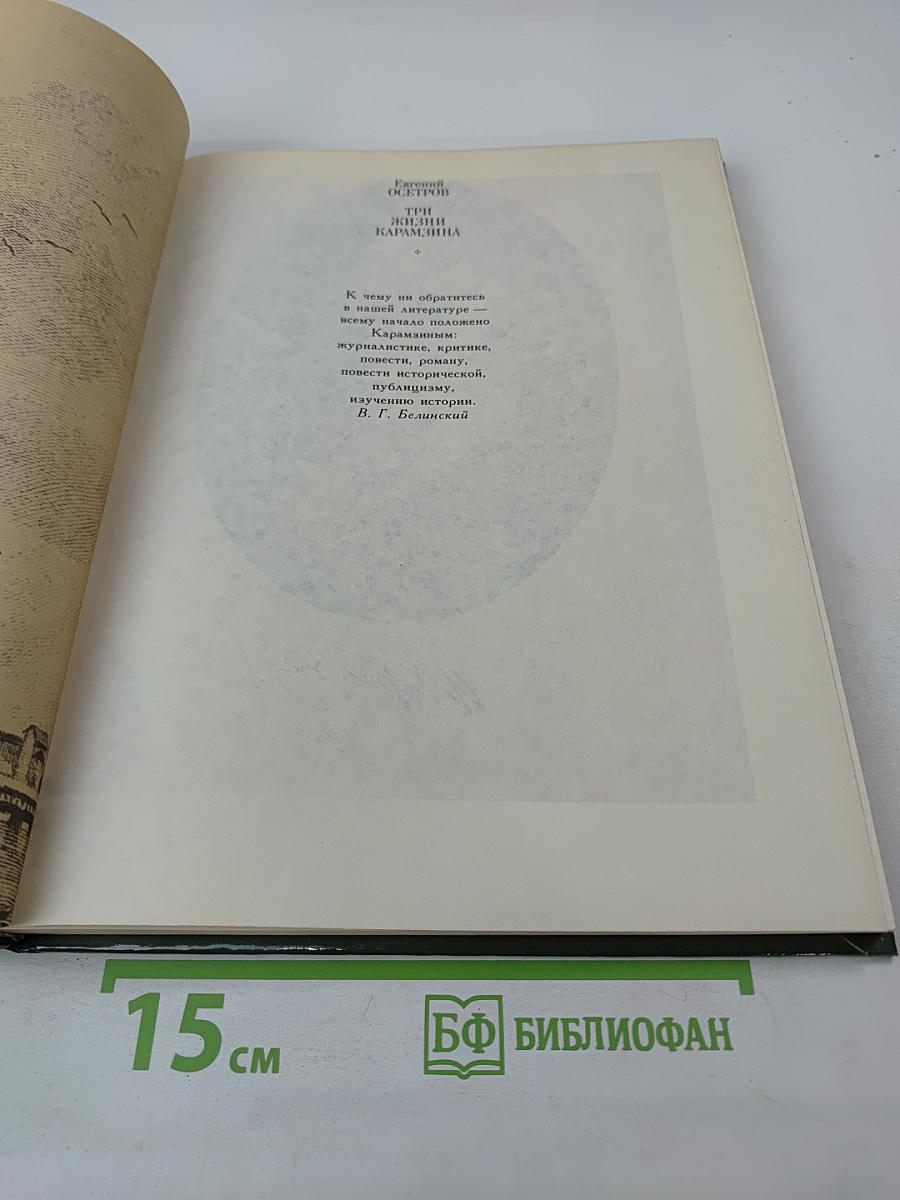 Евгений
ОСЕТРОВ
ТРИ
ЖИЗНИ
КАРАМЗИНА
*
К чему ни обратитесь
в нашей литературе —
всему начало положено
Карамзиным:
журналистике, критике,
повести, роману,
повести исторической,
публицизму,
изучению истории.
В. Г. Белинский
15 см
БФ БИБЛИОФАН